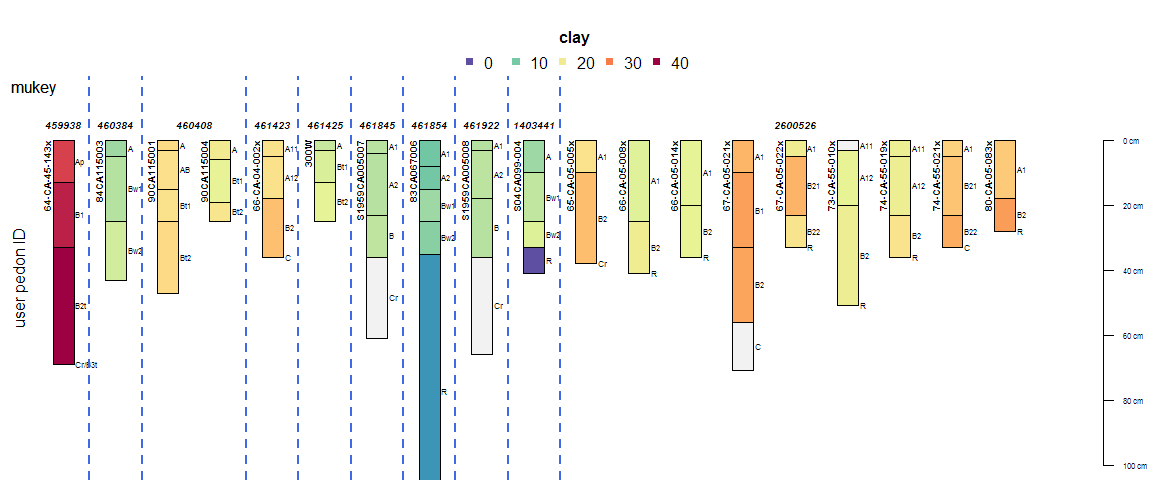 clay
0 10 20 30 40
mukey
459938 460384 460408 461423 461425 461845 461854 461922 1403441 2600526
user pedon ID
64-CA-45-143x
Ap
B1
B2t
84CA115003
A
Bw1
Bw2
90CA115001
A
AB
Bt1
Bt2
90CA115004
A
Bt1
Bt2
66-CA-04-002x
A11
A12
B2
C
300W
A
Bt1
Bt2
S1959CA005007
A1
A2
B
Cr
83CA067006
A1
A2
Bw1
Bw2
R
S1959CA005008
A1
A2
B
Cr
S04CA099-004
A
Bw1
Bw2
R
65-CA-05-005x
A1
B2
Cr
66-CA-05-008x
A1
B2
R
66-CA-05-014x
A1
B2
R
67-CA-05-021x
A1
B1
B2
C
67-CA-05-022x
A1
B21
B22
R
73-CA-55-010x
A11
A12
B2
R
74-CA-55-019x
A11
A12
B2
R
74-CA-55-021x
A1
B21
B22
C
80-CA-05-083x
A1
B2
R
0 cm
20 cm
40 cm
60 cm
80 cm
100 cm